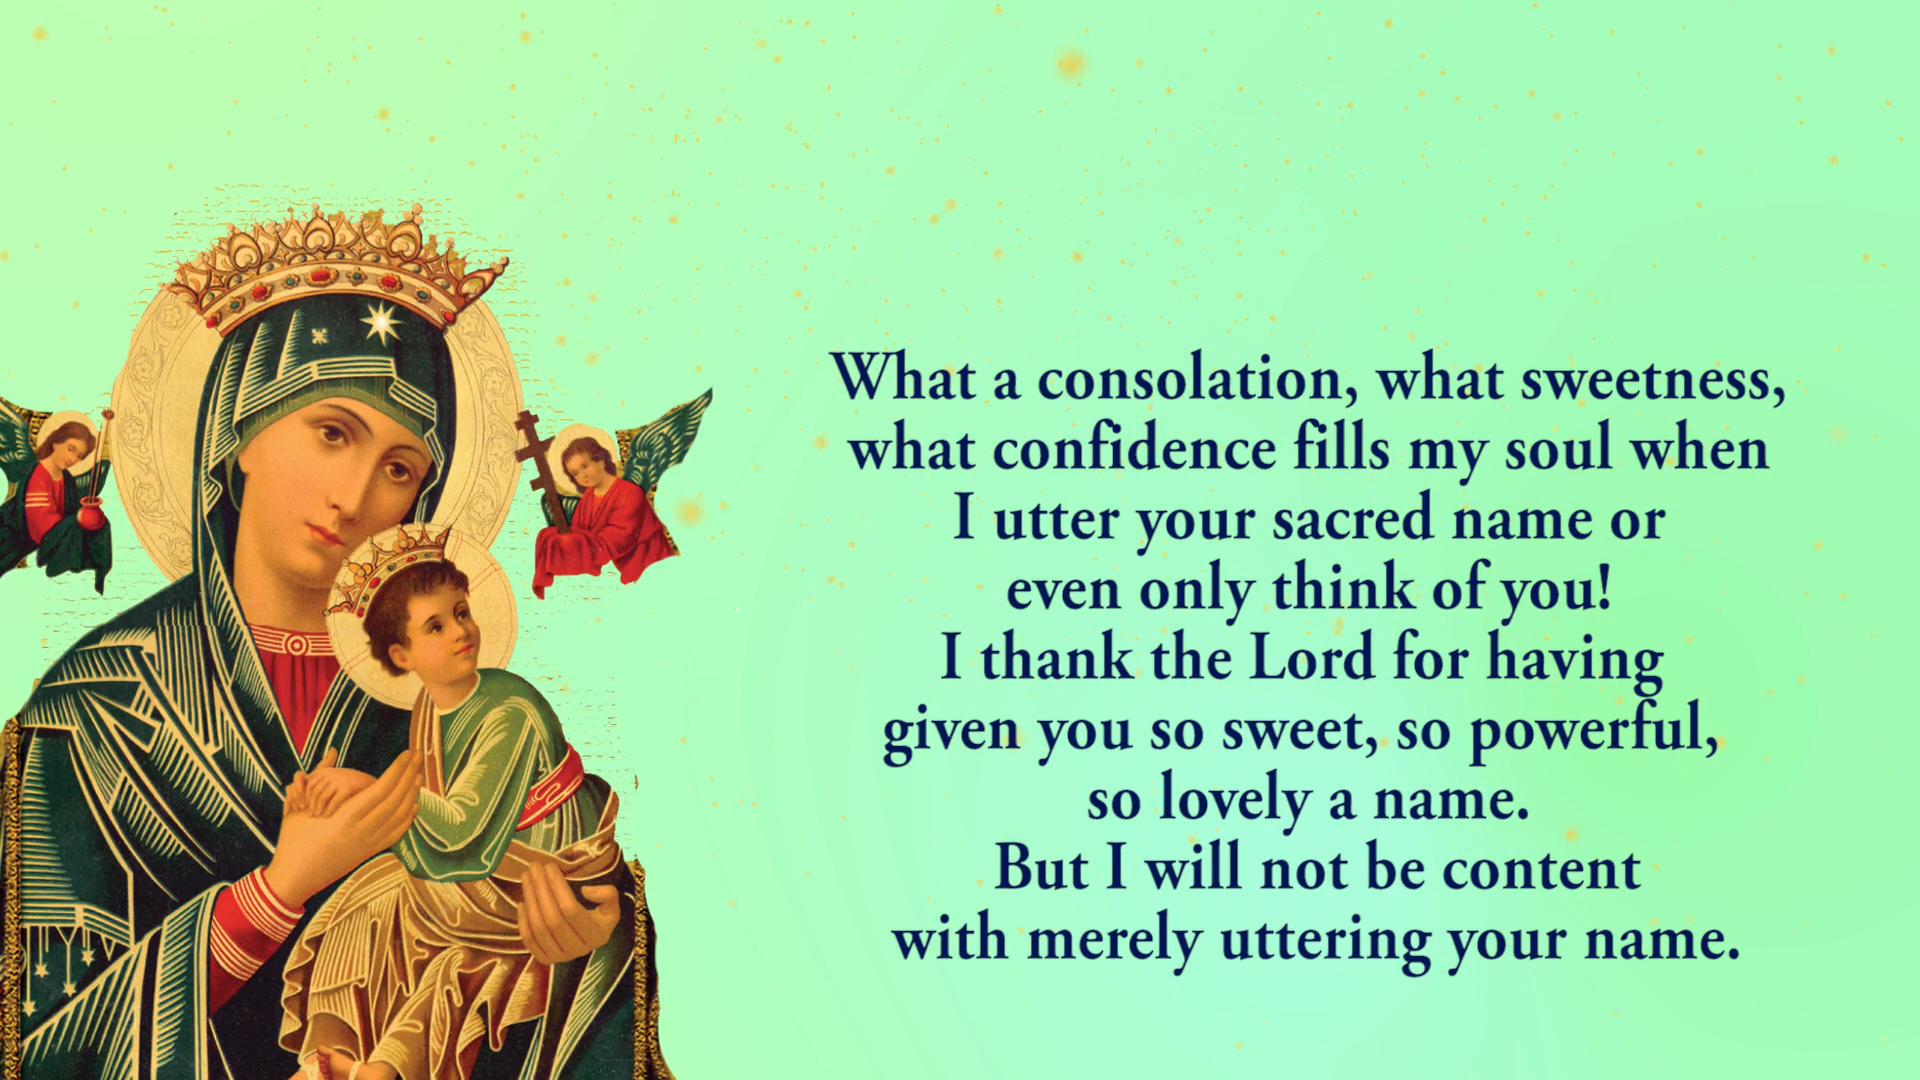 What a consolation, what sweetness,
what confidence fills my soul when
I utter your sacred name or
even only think of you!
I thank the Lord for having
given you so sweet, so powerful,
so lovely a name.
But I will not be content
with merely uttering your name.